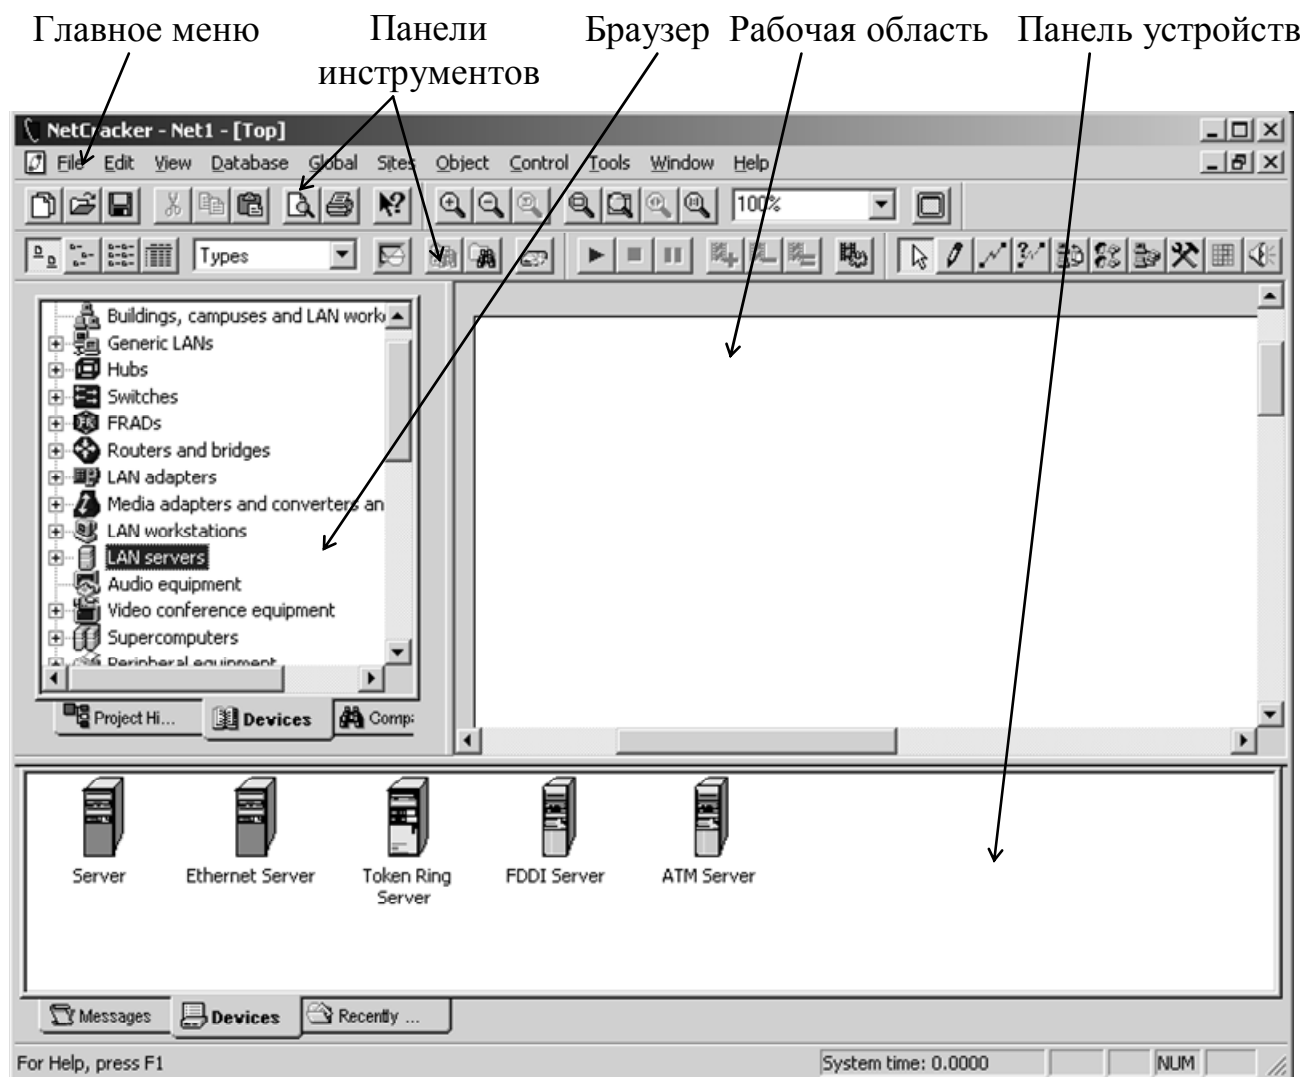 Главное меню Панели инструментов Браузер Рабочая область Панель устройств
NetCracker - Net1 - [Top]
File Edit View Database Global Sites Object Control Tools Window Help
100%
Types
Buildings, campuses and LAN work
Generic LANs
Hubs
Switches
FRADs
Routers and bridges
LAN adapters
Media adapters and converters an
LAN workstations
LAN servers
Audio equipment
Video conference equipment
Supercomputers
Peripheral equipment
Project Hi... Devices Comp
Server Ethernet Server Token Ring Server FDDI Server ATM Server
Messages Devices Recently ...
For Help, press F1 System time: 0.0000 NUM